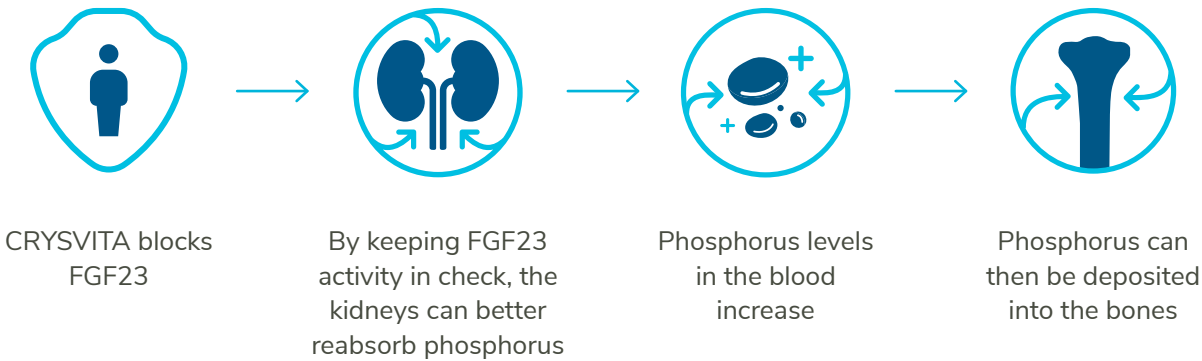 CRYSVITA blocks
FGF23
By keeping FGF23
activity in check, the
kidneys can better
reabsorb phosphorus
Phosphorus levels
in the blood
increase
Phosphorus can
then be deposited
into the bones